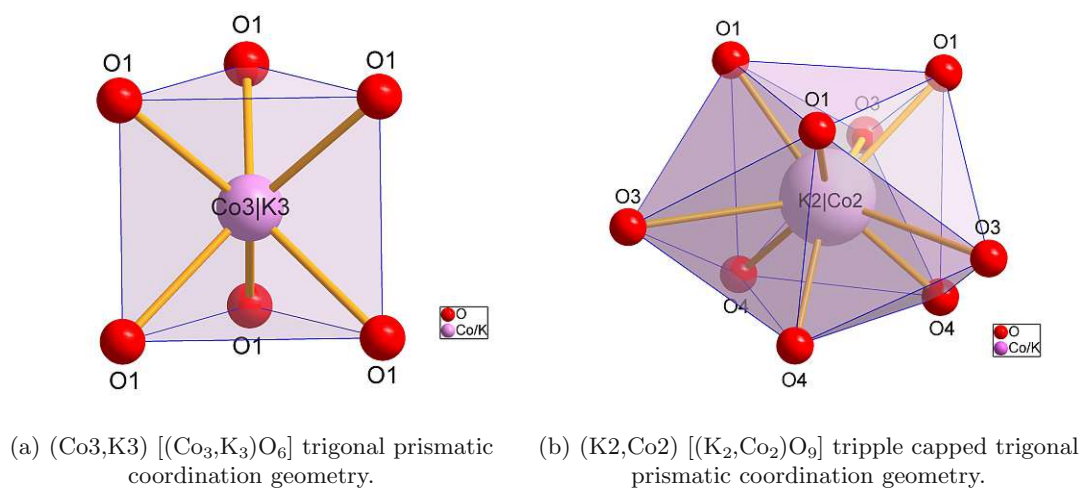 O1
O1
O1
Co3|K3
O1
O1
O1
O
Co/K
O1
O1
O1
O3
K2|Co2
O3
O3
O4
O4
O4
O
Co/K
(a) (Co3,K3) [(Co₃,K₃)O₆] trigonal prismatic
coordination geometry.
(b) (K2,Co2) [(K₂,Co₂)O₉] tripple capped trigonal
prismatic coordination geometry.